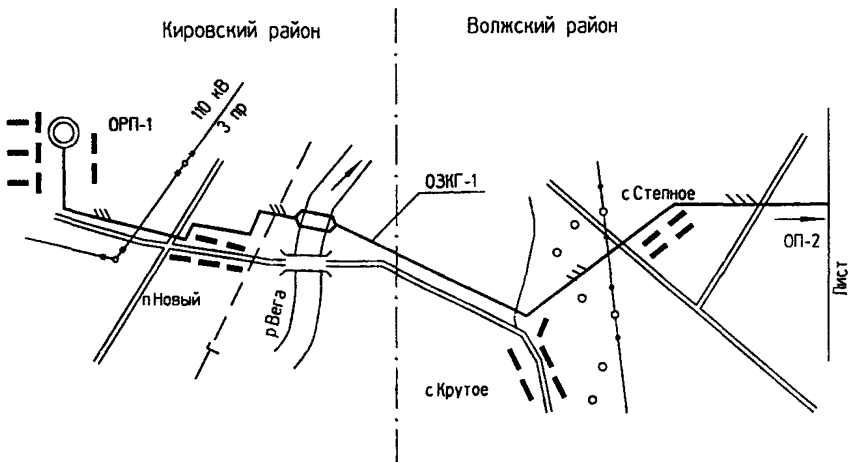 Кировский район
Волжский район
ОРП-1
110 кВ
3 пр
ОЗКГ-1
с Степное
ОП-2
Лист
п Новый
р Вега
Г
с Крутое